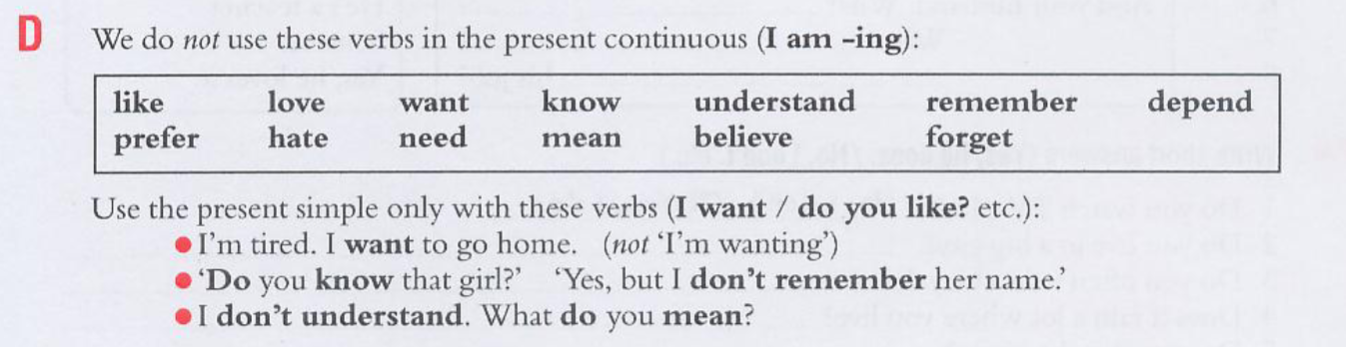 D We do not use these verbs in the present continuous (I am –ing):
like love want know understand remember depend
prefer hate need mean believe forget
Use the present simple only with these verbs (I want / do you like? etc.):
● I'm tired. I want to go home. (not 'I'm wanting')
● 'Do you know that girl?' 'Yes, but I don't remember her name.'
● I don't understand. What do you mean?